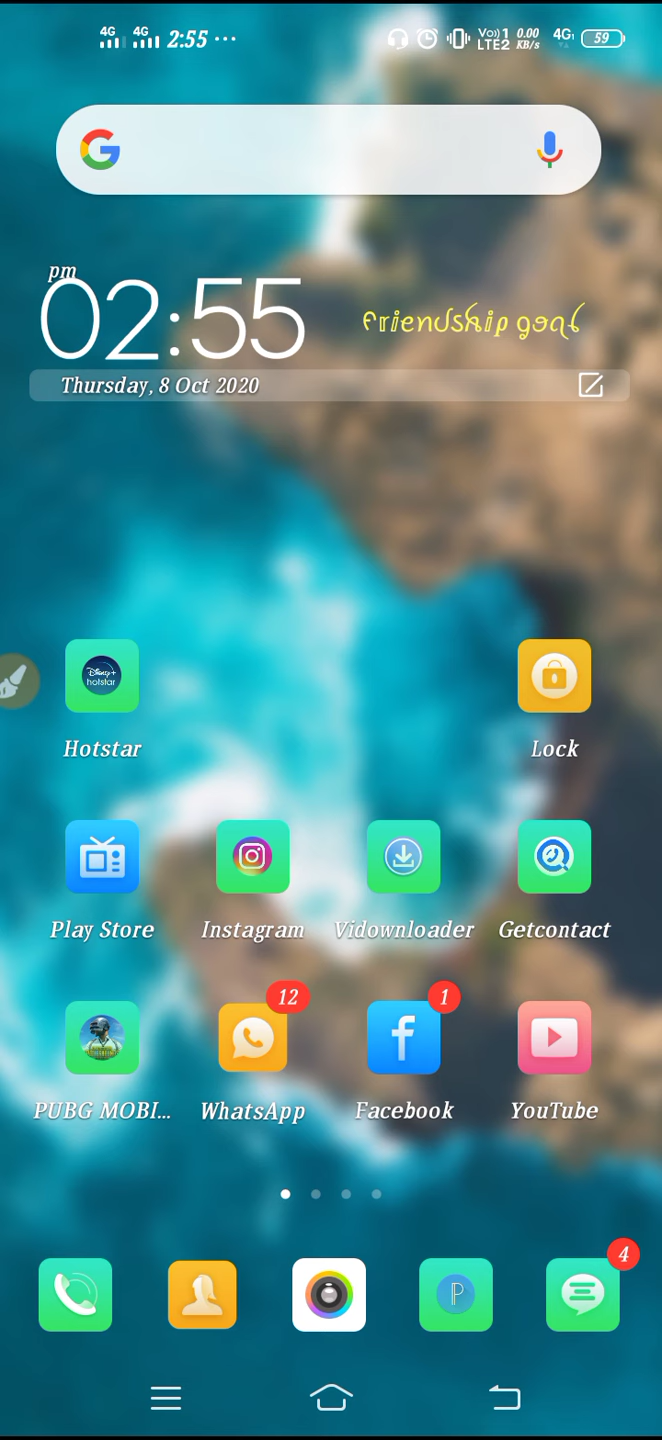 4G 4G 2:55 ... Vo))1 LTE2 0.00 KB/s 4G 59
pm
02:55
Friendship goal
Thursday, 8 Oct 2020
Disney+ hotstar
Hotstar
Lock
Play Store
Instagram
Vidownloader
Getcontact
12
1
PUBG MOBI...
WhatsApp
Facebook
YouTube
4
P